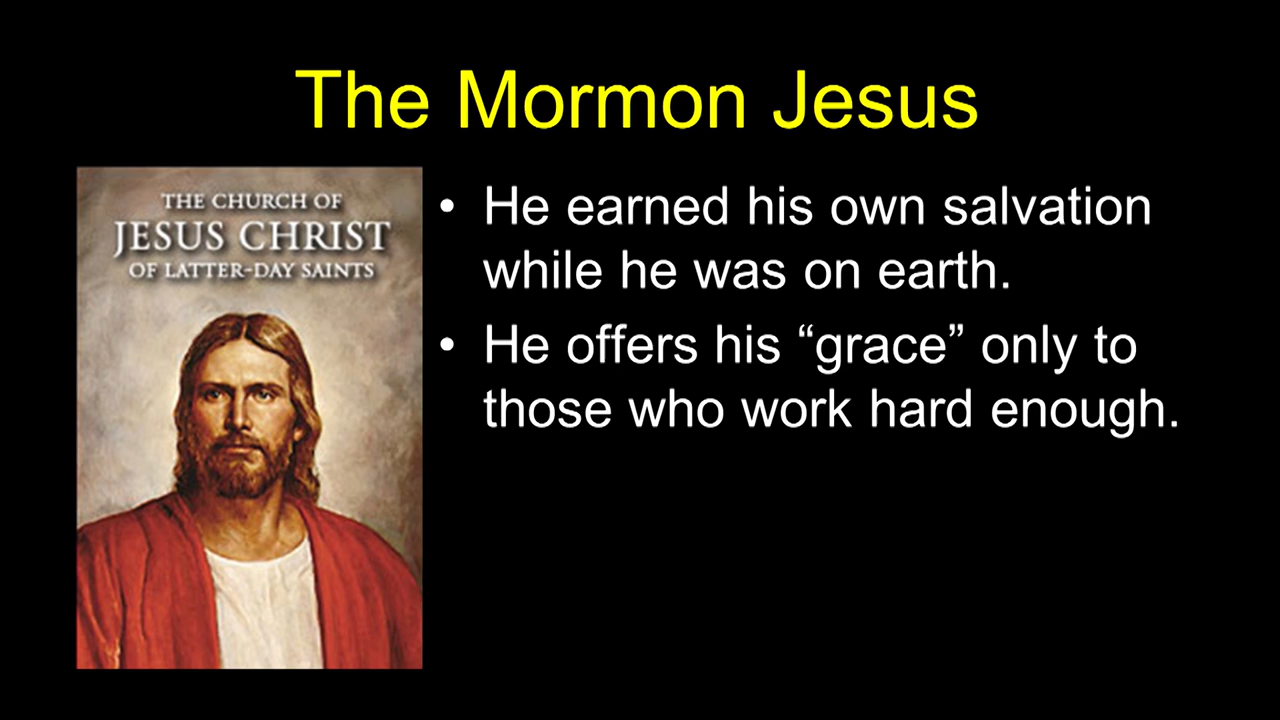 The Mormon Jesus
THE CHURCH OF
JESUS CHRIST
OF LATTER-DAY SAINTS
• He earned his own salvation
while he was on earth.
• He offers his “grace” only to
those who work hard enough.